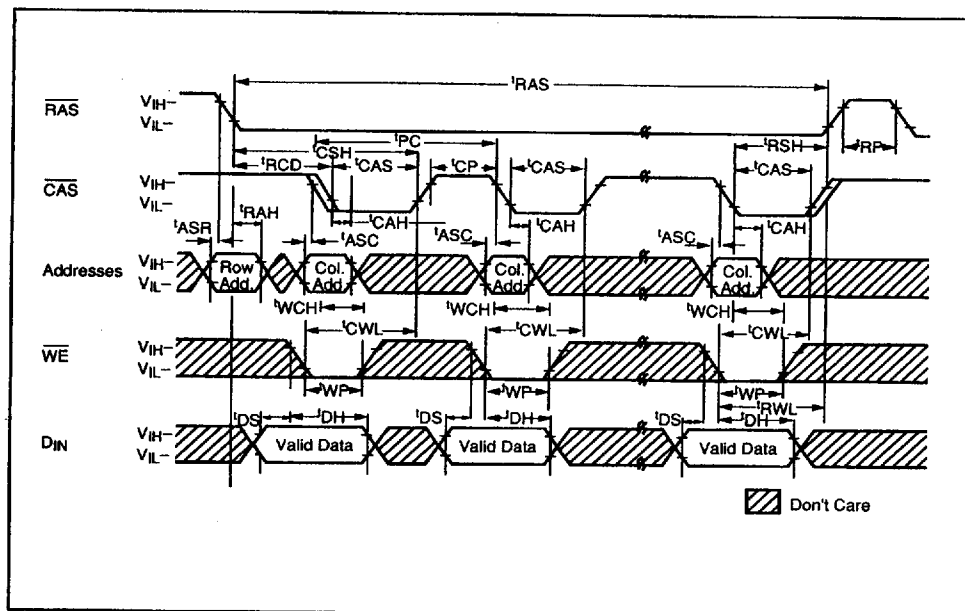 tRAS
RAS VIH–
VIL–
tPC
tCSH tRSH tRP
tRCD tCAS tCP tCAS tCAS
CAS VIH–
VIL–
tRAH tCAH tCAH tCAH
tASR tASC tASC tASC
Addresses VIH– Row Col. Col. Col.
VIL– Add. Add. Add. Add.
tWCH tWCH tWCH
tCWL tCWL tCWL
WE VIH–
VIL–
tWP tWP tWP
tRWL
tDS tDH tDS tDH tDS tDH
DIN VIH– Valid Data Valid Data Valid Data
VIL–
Don't Care